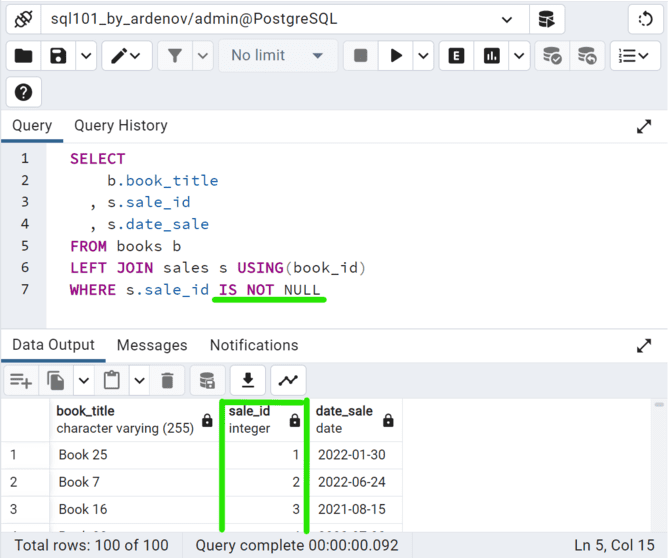 sql101_by_ardenov/admin@PostgreSQL
No limit
E
Query Query History
1 SELECT
2 b.book_title
3 , s.sale_id
4 , s.date_sale
5 FROM books b
6 LEFT JOIN sales s USING(book_id)
7 WHERE s.sale_id IS NOT NULL
Data Output Messages Notifications
book_title sale_id date_sale
character varying (255) integer date
1 Book 25 1 2022-01-30
2 Book 7 2 2022-06-24
3 Book 16 3 2021-08-15
Total rows: 100 of 100 Query complete 00:00:00.092 Ln 5, Col 15